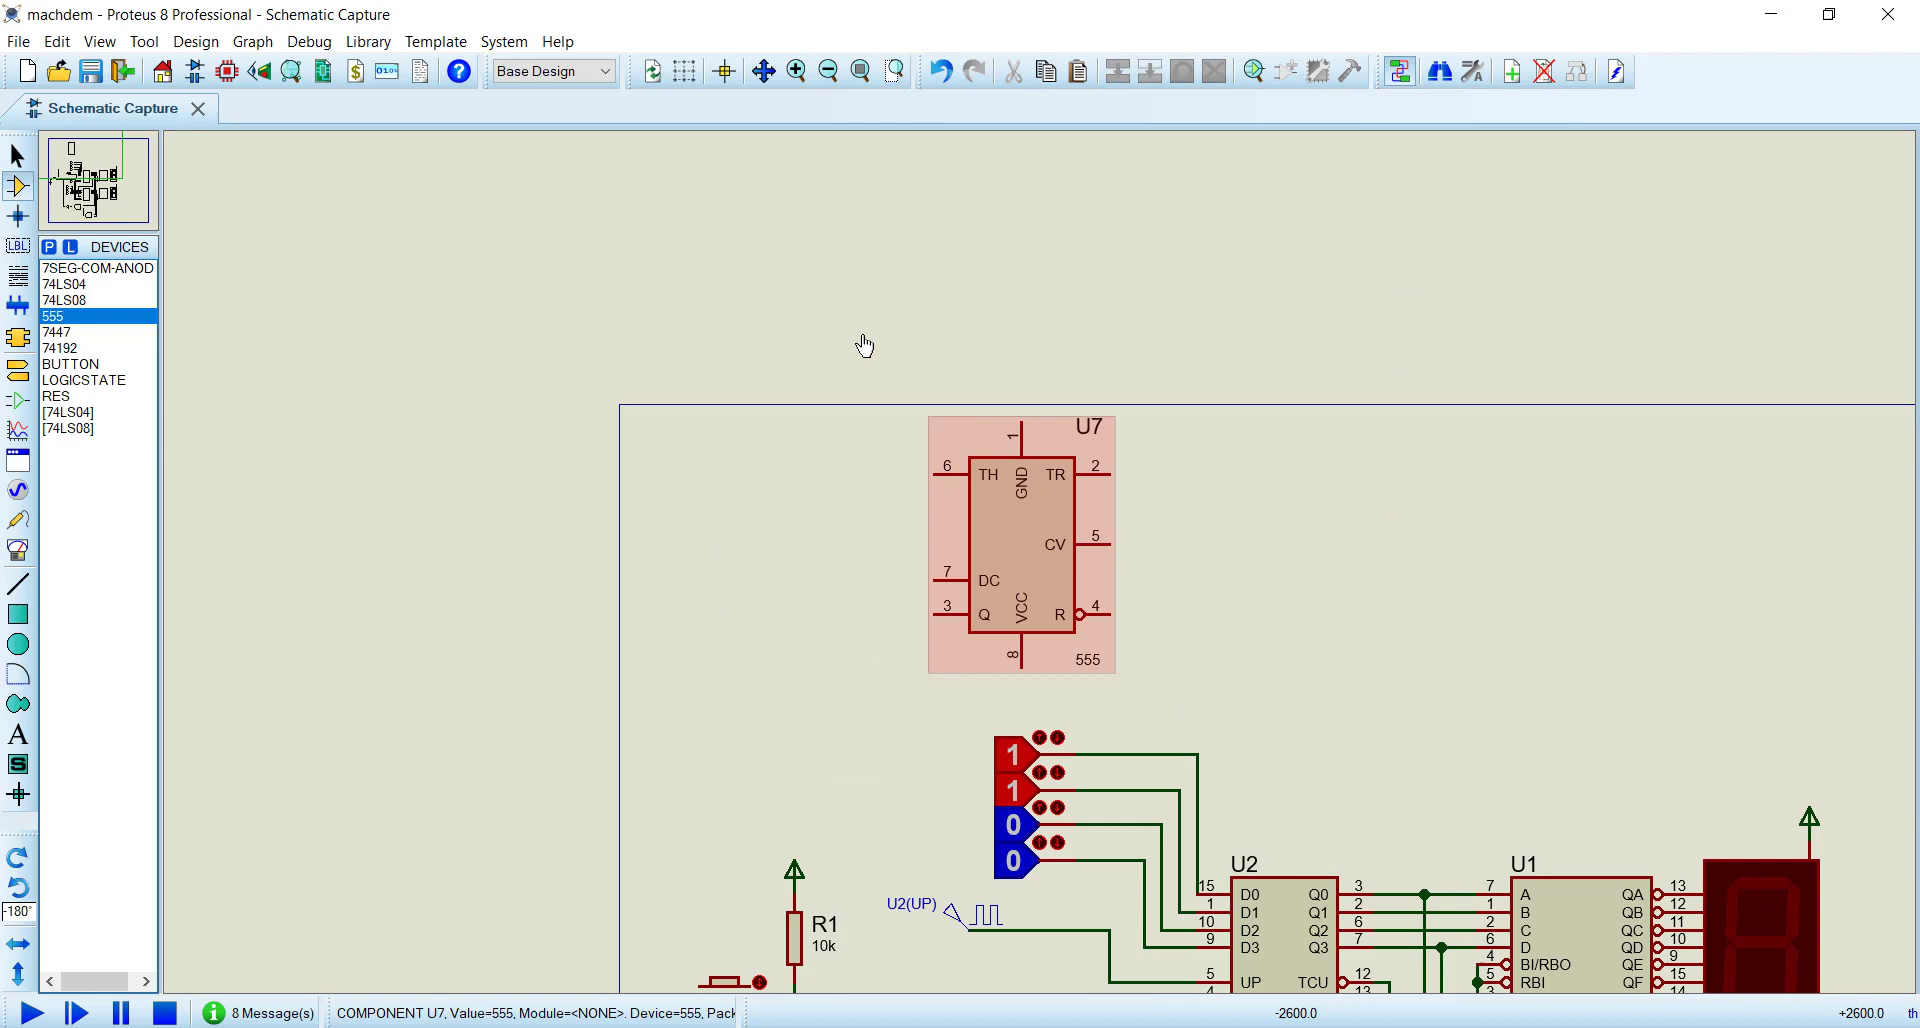 machdem - Proteus 8 Professional - Schematic Capture
File Edit View Tool Design Graph Debug Library Template System Help
Base Design
Schematic Capture
LBL
P L DEVICES
7SEG-COM-ANOD
74LS04
74LS08
555
7447
74192
BUTTON
LOGICSTATE
RES
[74LS04]
[74LS08]
A
S
-180°
U7
1
6 TH GND TR 2
CV 5
7 DC
3 Q VCC R 4
8
555
1
1
0
0
U2(UP)
R1
10k
U2
15 D0 Q0 3
1 D1 Q1 2
10 D2 Q2 6
9 D3 Q3 7
5 UP TCU 12
4 13
U1
7 A QA 13
1 B QB 12
2 C QC 11
6 D QD 10
4 BI/RBO QE 9
5 RBI QF 15
3 14
8 Message(s)
COMPONENT U7, Value=555, Module=<NONE>. Device=555, Pack
-2600.0
+2600.0
th